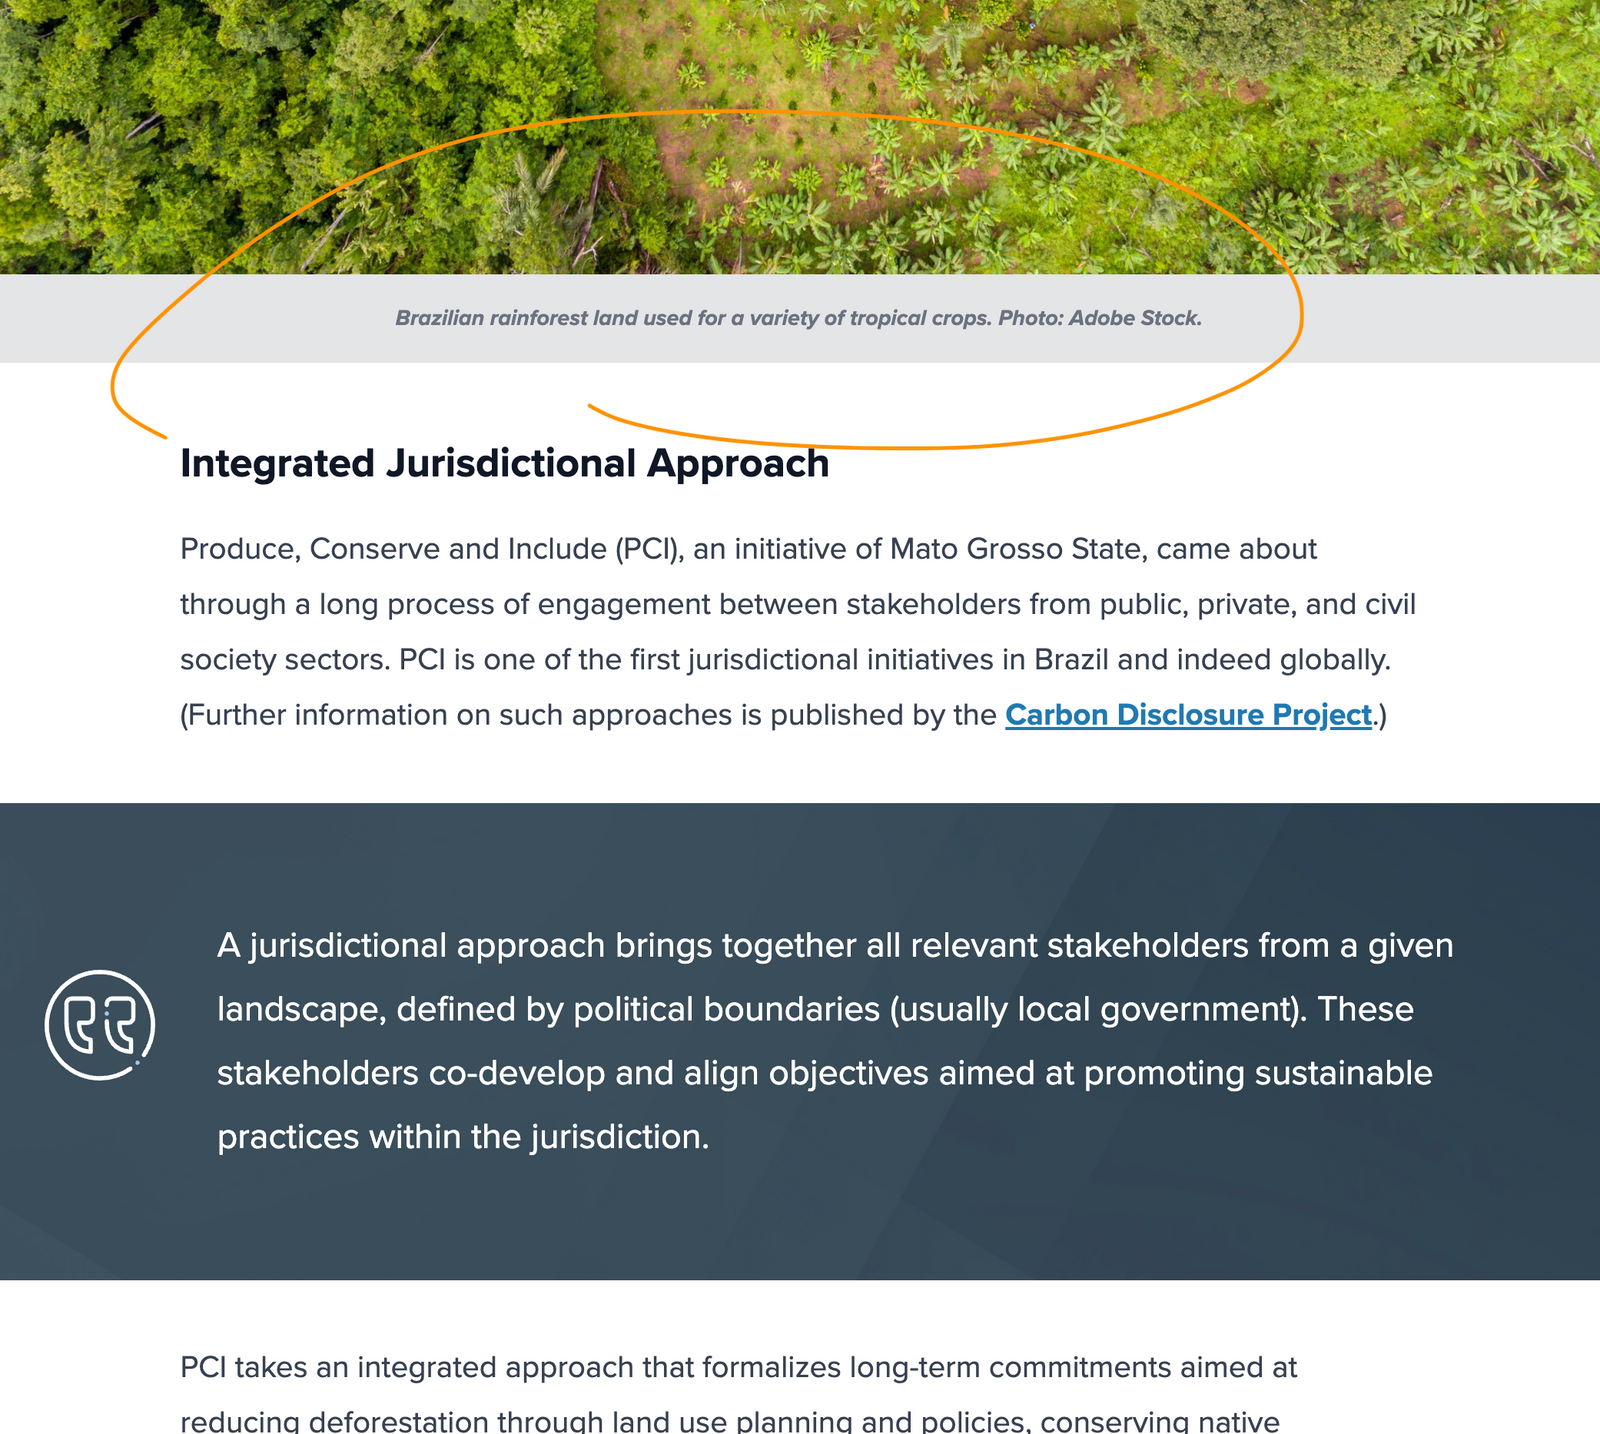 Brazilian rainforest land used for a variety of tropical crops. Photo: Adobe Stock.
Integrated Jurisdictional Approach
Produce, Conserve and Include (PCI), an initiative of Mato Grosso State, came about
through a long process of engagement between stakeholders from public, private, and civil
society sectors. PCI is one of the first jurisdictional initiatives in Brazil and indeed globally.
(Further information on such approaches is published by the Carbon Disclosure Project.)
A jurisdictional approach brings together all relevant stakeholders from a given
landscape, defined by political boundaries (usually local government). These
stakeholders co-develop and align objectives aimed at promoting sustainable
practices within the jurisdiction.
PCI takes an integrated approach that formalizes long-term commitments aimed at
reducing deforestation through land use planning and policies, conserving native